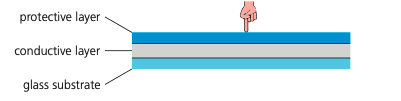 protective layer
conductive layer
glass substrate